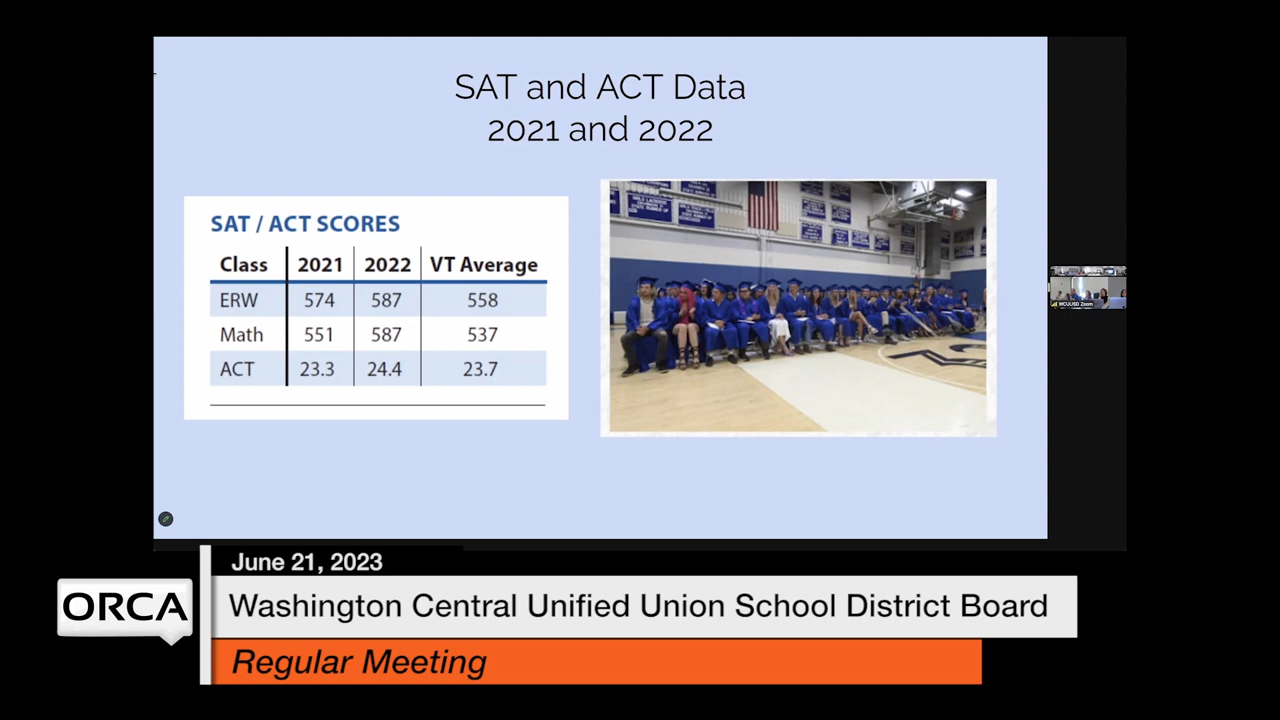 SAT and ACT Data
2021 and 2022
SAT / ACT SCORES
Class 2021 2022 VT Average
ERW 574 587 558
Math 551 587 537
ACT 23.3 24.4 23.7
WCUUSD Zoom
June 21, 2023
ORCA
Washington Central Unified Union School District Board
Regular Meeting